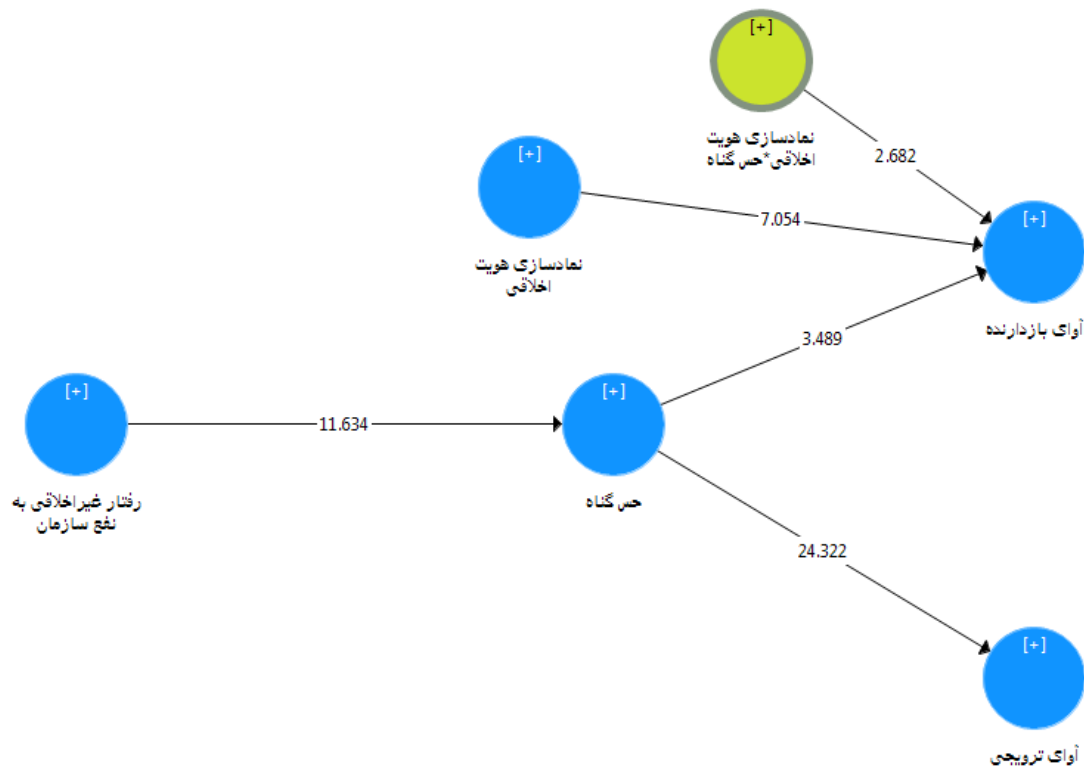 [+]
نمادسازی هویت
اخلاقی*حس گناه
2.682
[+]
نمادسازی هویت
اخلاقی
7.054
[+]
آوای بازدارنده
3.489
[+]
رفتار غیراخلاقی به
نفع سازمان
11.634
[+]
حس گناه
24.322
[+]
آوای ترویجی